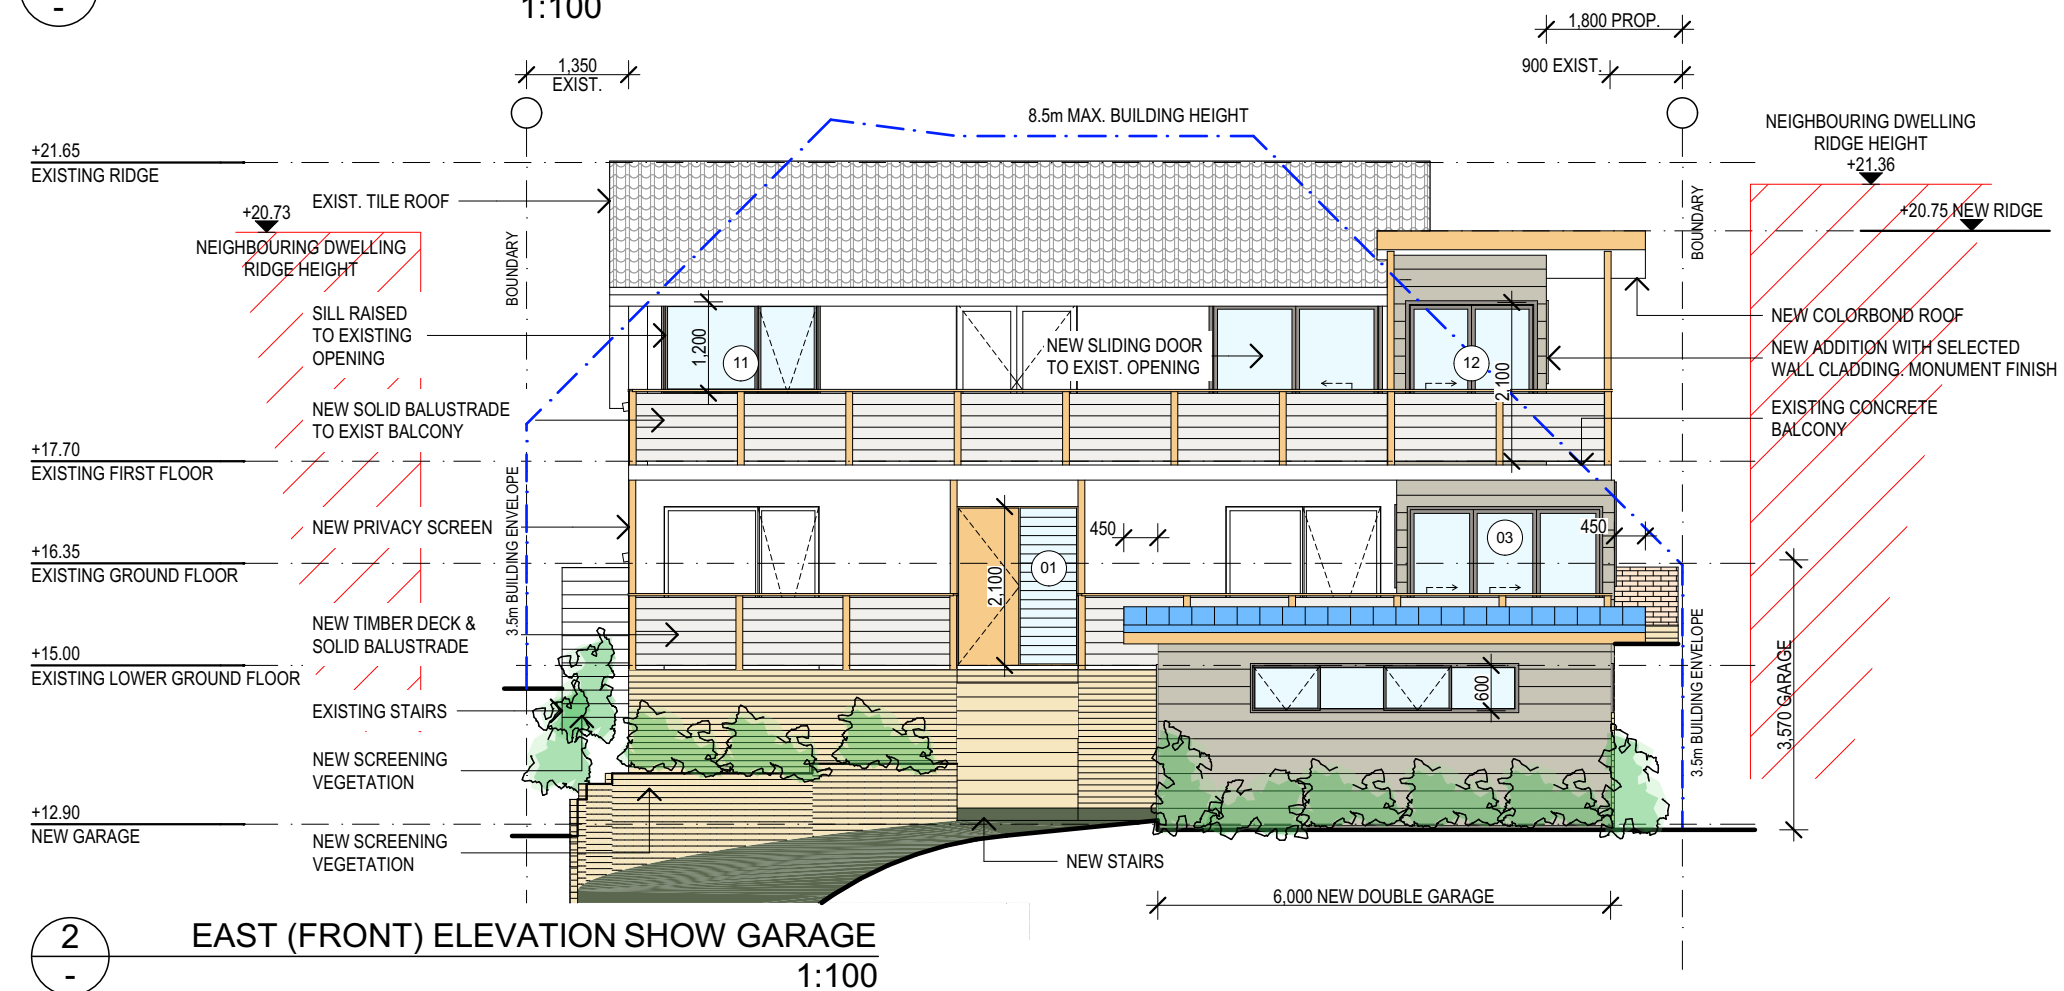 -
1:100
1,800 PROP.
1,350
EXIST.
900 EXIST.
8.5m MAX. BUILDING HEIGHT
NEIGHBOURING DWELLING
RIDGE HEIGHT
+21.36
+21.65
EXISTING RIDGE
EXIST. TILE ROOF
+20.73
NEIGHBOURING DWELLING
RIDGE HEIGHT
BOUNDARY
BOUNDARY
+20.75 NEW RIDGE
SILL RAISED
TO EXISTING
OPENING
1,200
11
NEW SLIDING DOOR
TO EXIST. OPENING
12
2,100
NEW COLORBOND ROOF
NEW ADDITION WITH SELECTED
WALL CLADDING. MONUMENT FINISH
EXISTING CONCRETE
BALCONY
NEW SOLID BALUSTRADE
TO EXIST BALCONY
+17.70
EXISTING FIRST FLOOR
3.5m BUILDING ENVELOPE
NEW PRIVACY SCREEN
450
03
450
+16.35
EXISTING GROUND FLOOR
2,100
01
NEW TIMBER DECK &
SOLID BALUSTRADE
+15.00
EXISTING LOWER GROUND FLOOR
600
3.5m BUILDING ENVELOPE
3,570 GARAGE
EXISTING STAIRS
NEW SCREENING
VEGETATION
+12.90
NEW GARAGE
NEW SCREENING
VEGETATION
NEW STAIRS
6,000 NEW DOUBLE GARAGE
2
-
EAST (FRONT) ELEVATION SHOW GARAGE
1:100